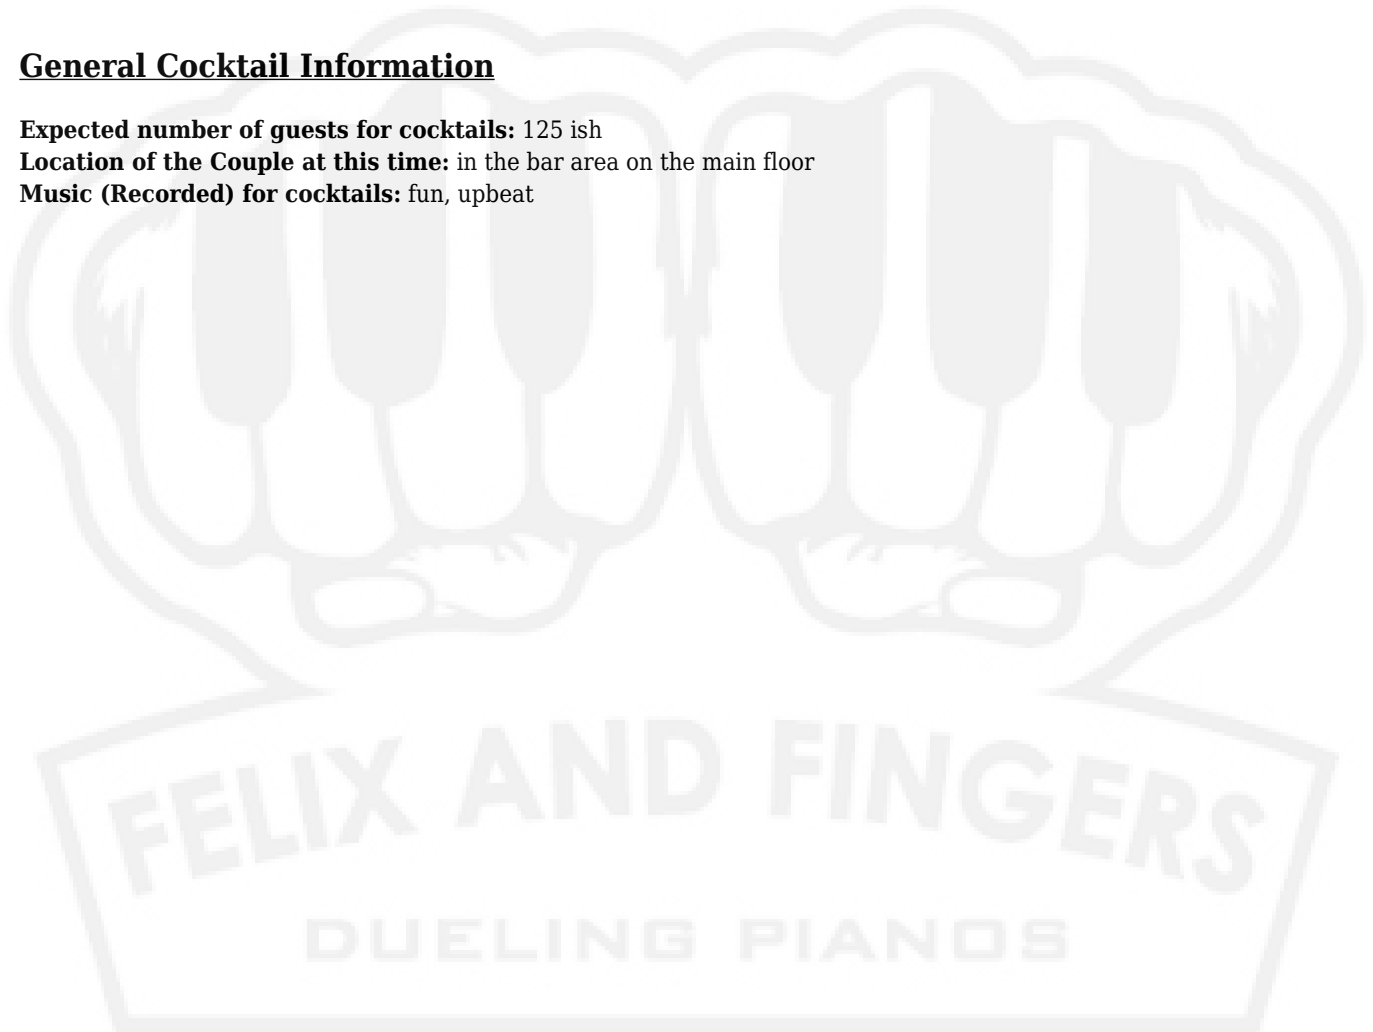 General Cocktail Information
Expected number of guests for cocktails: 125 ish
Location of the Couple at this time: in the bar area on the main floor
Music (Recorded) for cocktails: fun, upbeat
FELIX AND FINGERS
DUELING PIANOS